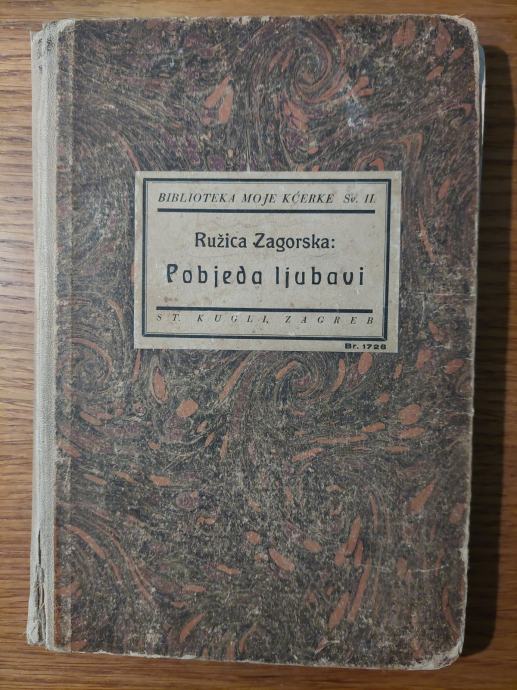 BIBLIOTEKA MOJE KĆERKE Sv. II.
Ružica Zagorska:
Pobjeda ljubavi
ST. KUGLI, ZAGREB
Br. 1728